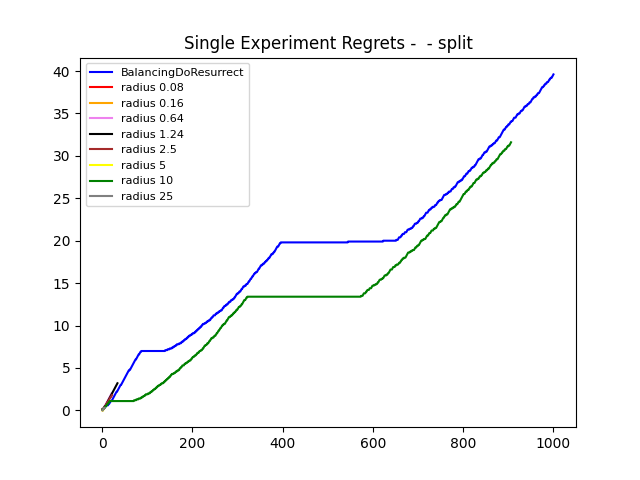 Single Experiment Regrets -  - split
40
35
30
25
20
15
10
5
0
BalancingDoResurrect
radius 0.08
radius 0.16
radius 0.64
radius 1.24
radius 2.5
radius 5
radius 10
radius 25
0 200 400 600 800 1000